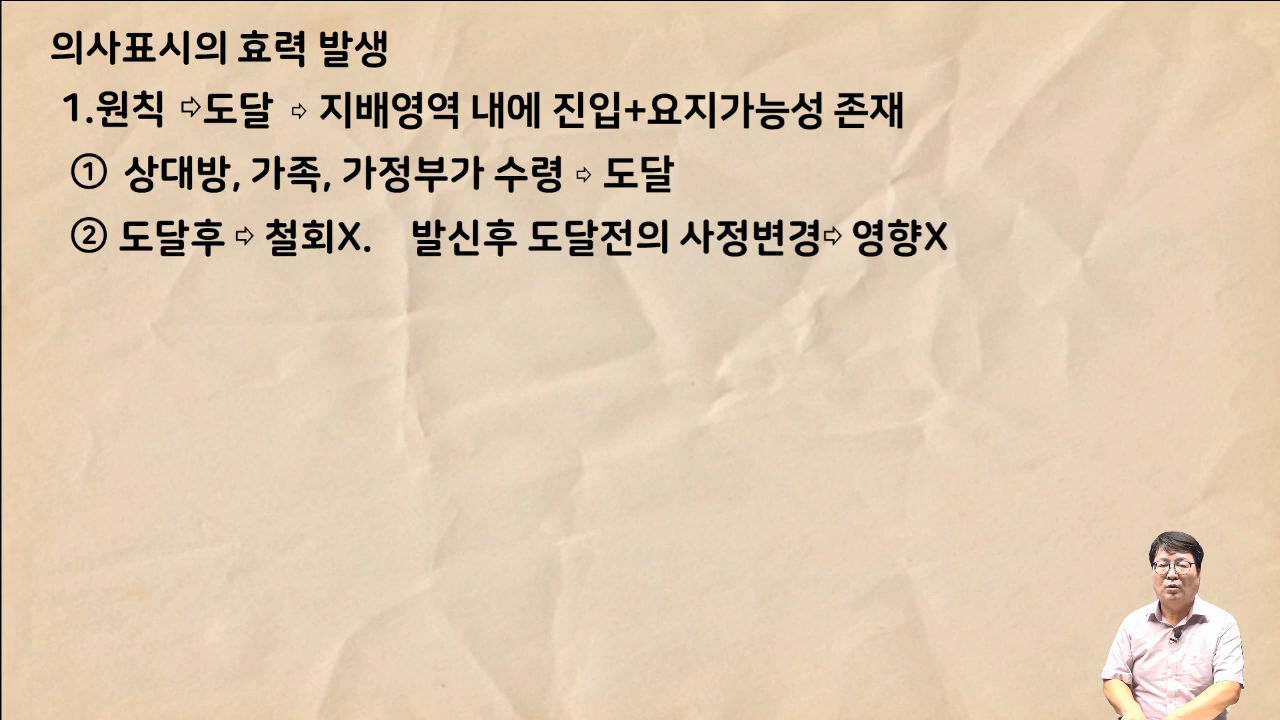 의사표시의 효력 발생
1.원칙 ⇨도달 ⇨ 지배영역 내에 진입+요지가능성 존재
① 상대방, 가족, 가정부가 수령 ⇨ 도달
② 도달후 ⇨ 철회X. 발신후 도달전의 사정변경⇨ 영향X